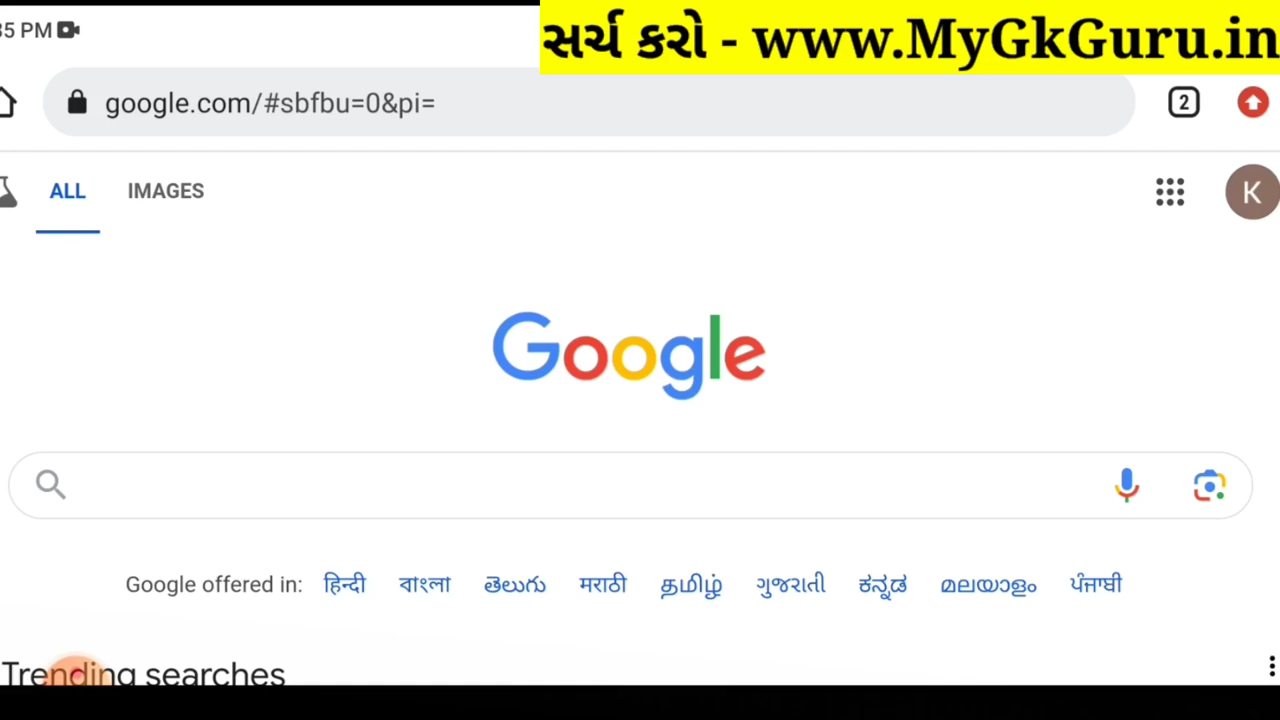 35 PM
સર્ચ કરો - www.MyGkGuru.in
google.com/#sbfbu=0&pi=
2
ALL IMAGES
K
Google
Google offered in: हिन्दी বাংলা తెలుగు मराठी தமிழ் ગુજરાતી ಕನ್ನಡ മലയാളം ਪੰਜਾਬੀ
Trending searches